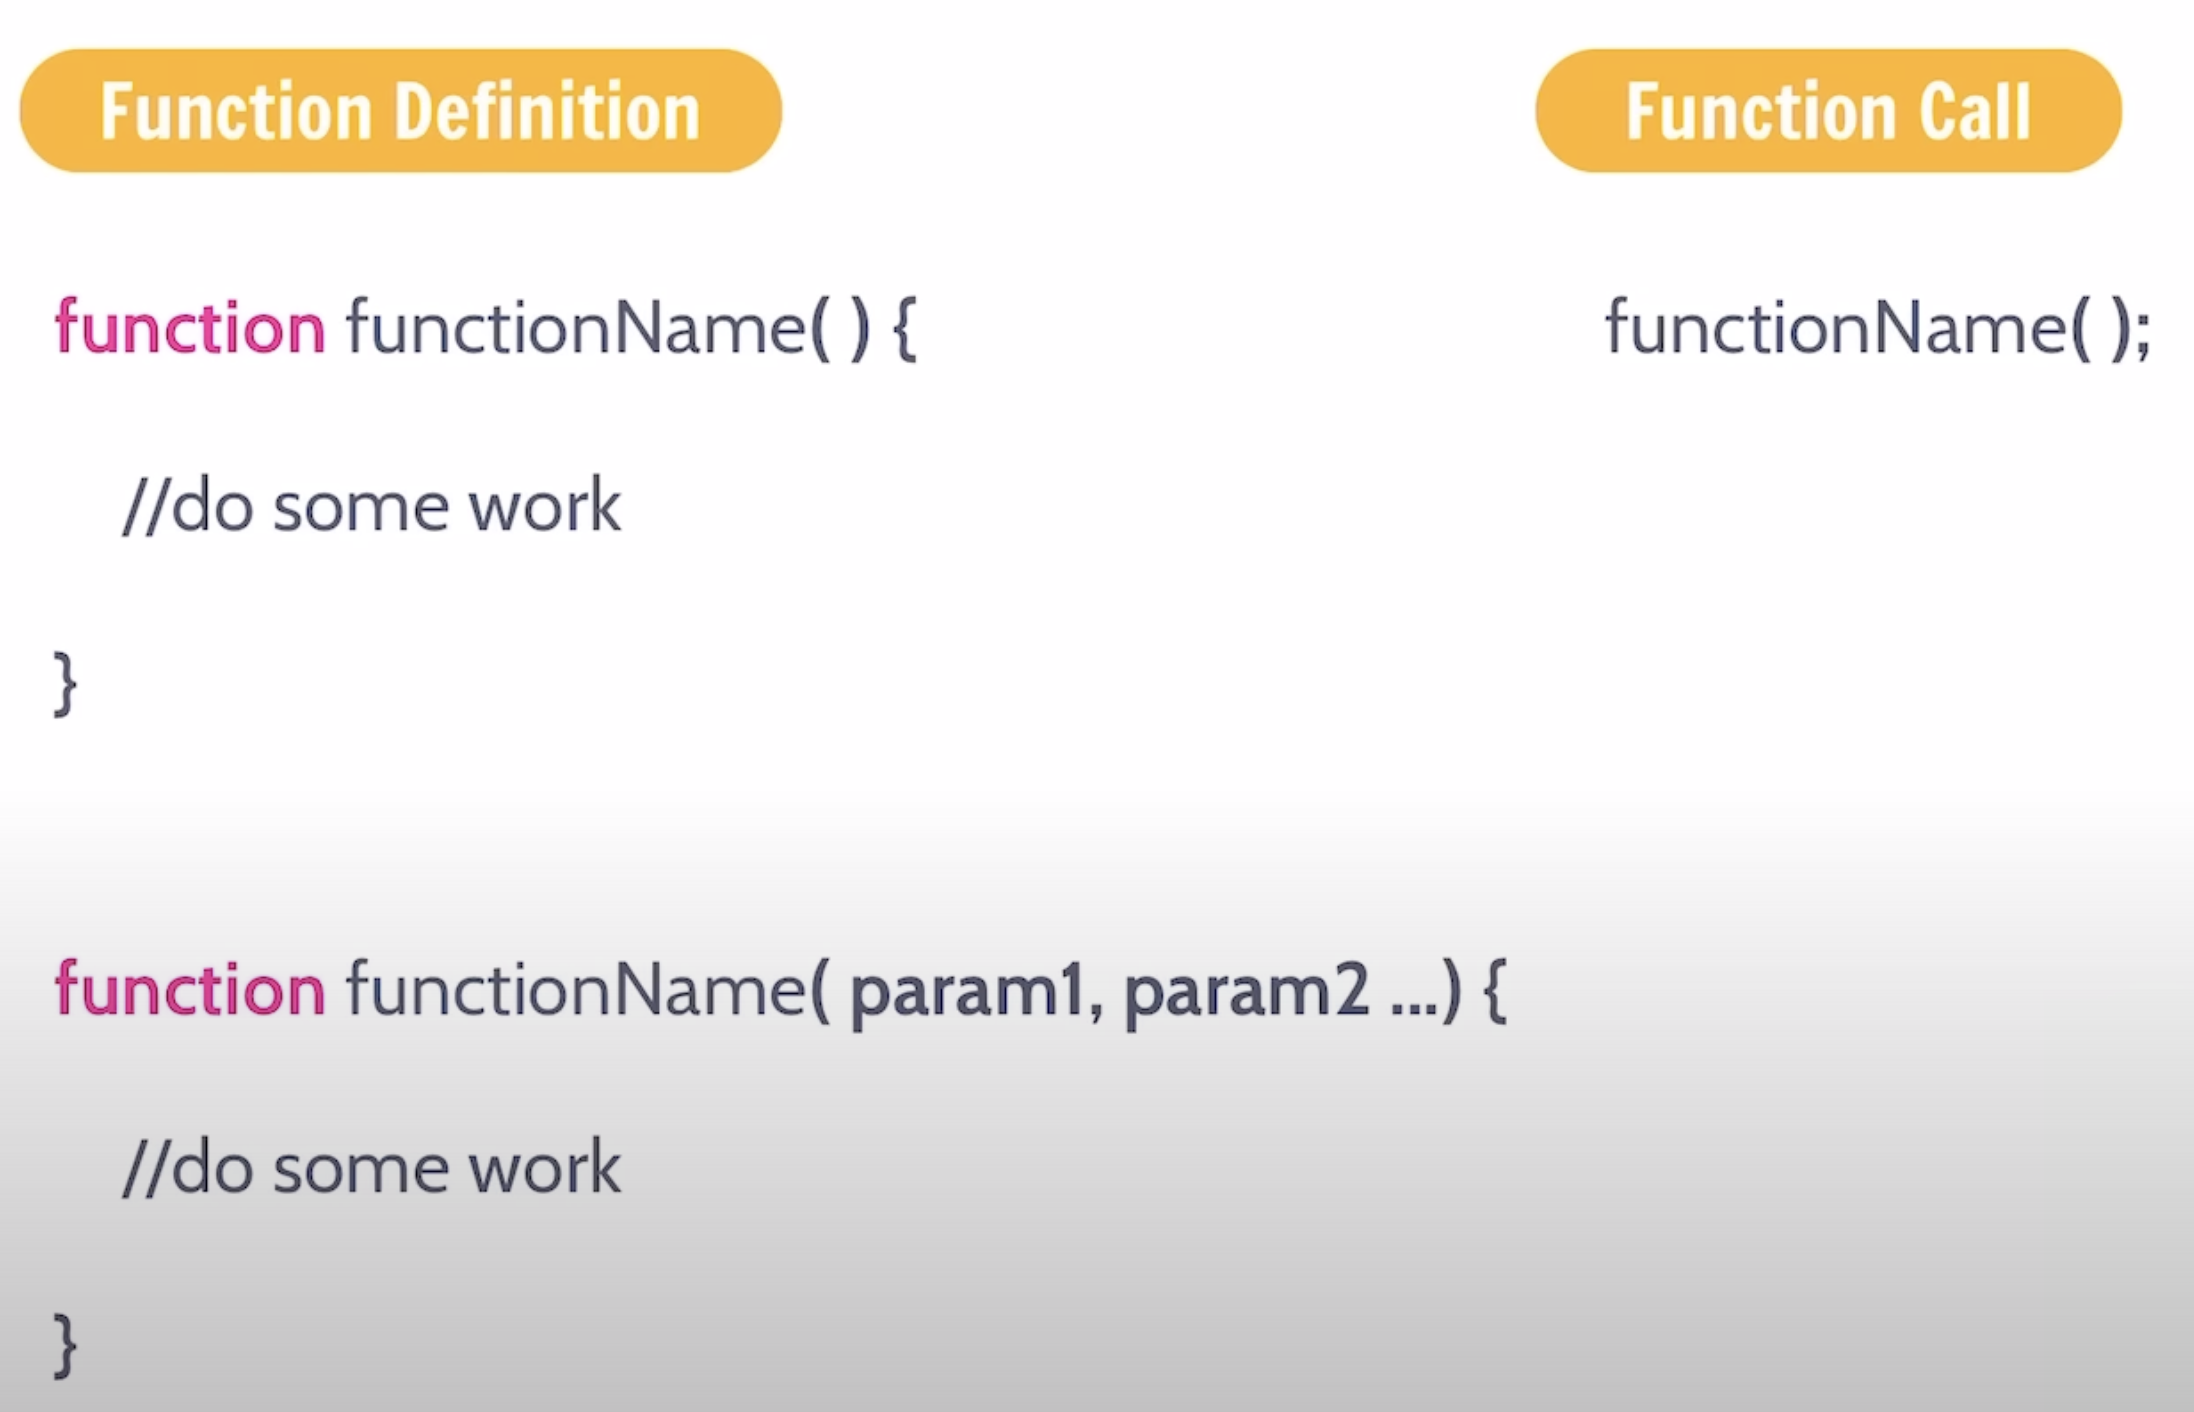 Function Definition
Function Call
function functionName( ) {
functionName( );
//do some work
}
function functionName( param1, param2 ...) {
//do some work
}